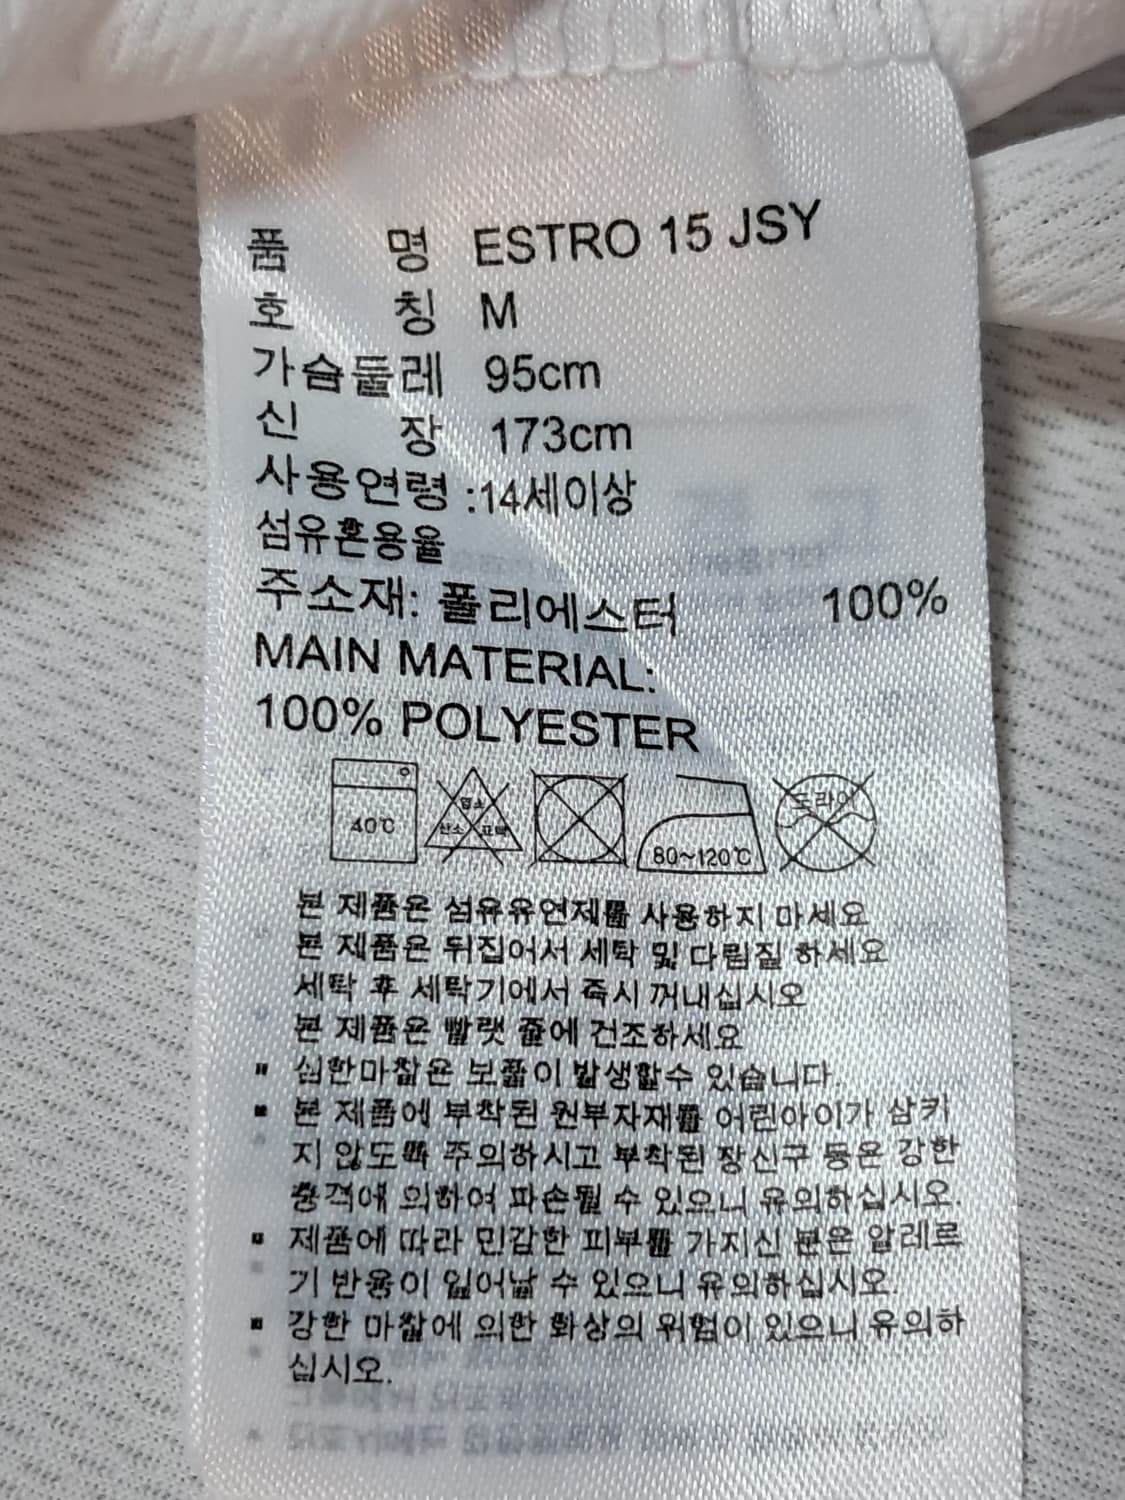 품 명 ESTRO 15 JSY
호 칭 M
가슴둘레 95cm
신 장 173cm
사용연령 :14세이상
섬유혼용율
주소재: 폴리에스터 100%
MAIN MATERIAL:
100% POLYESTER
40℃
염소
산소 표백
80~120℃
드라이
본 제품은 섬유유연제를 사용하지 마세요
본 제품은 뒤집어서 세탁 및 다림질 하세요
세탁 후 세탁기에서 즉시 꺼내십시오
본 제품은 빨랫 줄에 건조하세요
심한마찰은 보풀이 발생할수 있습니다.
본 제품에 부착된 원부자재를 어린아이가 삼키
지 않도록 주의하시고 부착된 장신구 등은 강한
충격에 의하여 파손될 수 있으니 유의하십시오.
제품에 따라 민감한 피부를 가지신 분은 알레르
기 반응이 일어날 수 있으니 유의하십시오.
강한 마찰에 의한 화상의 위험이 있으니 유의하
십시오.